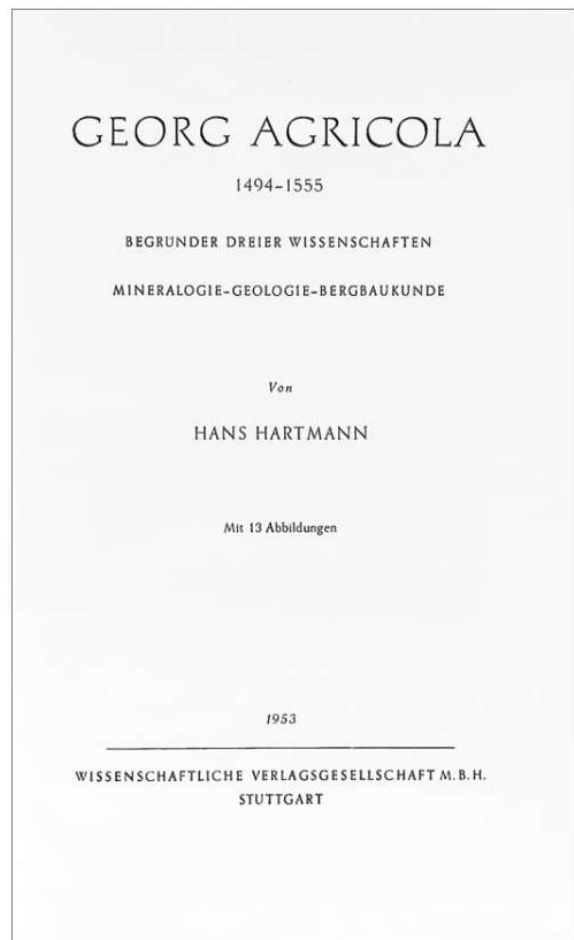 GEORG AGRICOLA
1494–1555
BEGRÜNDER DREIER WISSENSCHAFTEN
MINERALOGIE-GEOLOGIE-BERGBAUKUNDE
Von
HANS HARTMANN
Mit 13 Abbildungen
1953
WISSENSCHAFTLICHE VERLAGSGESELLSCHAFT M.B.H.
STUTTGART